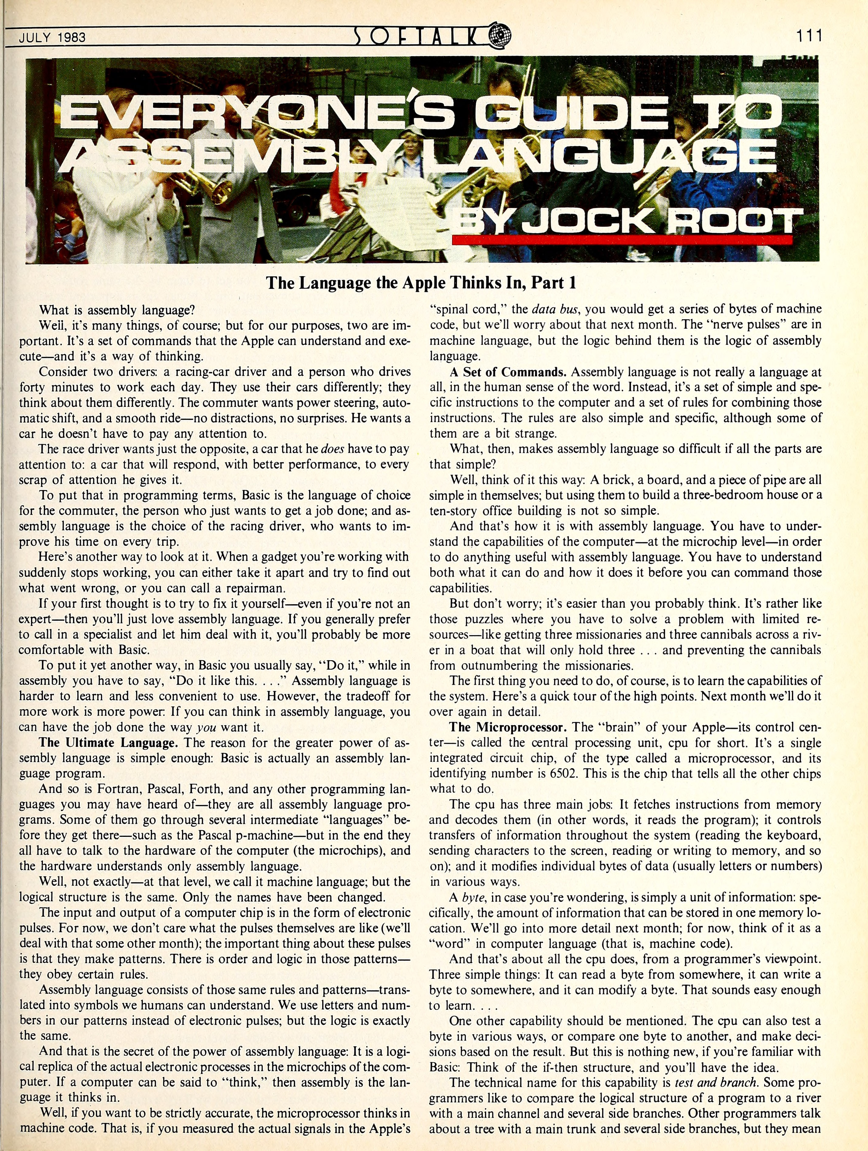 JULY 1983
SOFTALK
111
EVERYONE'S GUIDE TO
ASSEMBLY LANGUAGE
BY JOCK ROOT
The Language the Apple Thinks In, Part 1
What is assembly language?
Well, it's many things, of course; but for our purposes, two are im-
portant. It's a set of commands that the Apple can understand and exe-
cute—and it's a way of thinking.
Consider two drivers: a racing-car driver and a person who drives
forty minutes to work each day. They use their cars differently; they
think about them differently. The commuter wants power steering, auto-
matic shift, and a smooth ride—no distractions, no surprises. He wants a
car he doesn't have to pay any attention to.
The race driver wants just the opposite, a car that he does have to pay
attention to: a car that will respond, with better performance, to every
scrap of attention he gives it.
To put that in programming terms, Basic is the language of choice
for the commuter, the person who just wants to get a job done; and as-
sembly language is the choice of the racing driver, who wants to im-
prove his time on every trip.
Here's another way to look at it. When a gadget you're working with
suddenly stops working, you can either take it apart and try to find out
what went wrong, or you can call a repairman.
If your first thought is to try to fix it yourself—even if you're not an
expert—then you'll just love assembly language. If you generally prefer
to call in a specialist and let him deal with it, you'll probably be more
comfortable with Basic.
To put it yet another way, in Basic you usually say, "Do it," while in
assembly you have to say, "Do it like this. . . ." Assembly language is
harder to learn and less convenient to use. However, the tradeoff for
more work is more power: If you can think in assembly language, you
can have the job done the way you want it.
The Ultimate Language. The reason for the greater power of as-
sembly language is simple enough: Basic is actually an assembly lan-
guage program.
And so is Fortran, Pascal, Forth, and any other programming lan-
guages you may have heard of—they are all assembly language pro-
grams. Some of them go through several intermediate "languages" be-
fore they get there—such as the Pascal p-machine—but in the end they
all have to talk to the hardware of the computer (the microchips), and
the hardware understands only assembly language.
Well, not exactly—at that level, we call it machine language; but the
logical structure is the same. Only the names have been changed.
The input and output of a computer chip is in the form of electronic
pulses. For now, we don't care what the pulses themselves are like (we'll
deal with that some other month); the important thing about these pulses
is that they make patterns. There is order and logic in those patterns—
they obey certain rules.
Assembly language consists of those same rules and patterns—trans-
lated into symbols we humans can understand. We use letters and num-
bers in our patterns instead of electronic pulses; but the logic is exactly
the same.
And that is the secret of the power of assembly language: It is a logi-
cal replica of the actual electronic processes in the microchips of the com-
puter. If a computer can be said to "think," then assembly is the lan-
guage it thinks in.
Well, if you want to be strictly accurate, the microprocessor thinks in
machine code. That is, if you measured the actual signals in the Apple's
"spinal cord," the data bus, you would get a series of bytes of machine
code, but we'll worry about that next month. The "nerve pulses" are in
machine language, but the logic behind them is the logic of assembly
language.
A Set of Commands. Assembly language is not really a language at
all, in the human sense of the word. Instead, it's a set of simple and spe-
cific instructions to the computer and a set of rules for combining those
instructions. The rules are also simple and specific, although some of
them are a bit strange.
What, then, makes assembly language so difficult if all the parts are
that simple?
Well, think of it this way: A brick, a board, and a piece of pipe are all
simple in themselves; but using them to build a three-bedroom house or a
ten-story office building is not so simple.
And that's how it is with assembly language. You have to under-
stand the capabilities of the computer—at the microchip level—in order
to do anything useful with assembly language. You have to understand
both what it can do and how it does it before you can command those
capabilities.
But don't worry; it's easier than you probably think. It's rather like
those puzzles where you have to solve a problem with limited re-
sources—like getting three missionaries and three cannibals across a riv-
er in a boat that will only hold three . . . and preventing the cannibals
from outnumbering the missionaries.
The first thing you need to do, of course, is to learn the capabilities of
the system. Here's a quick tour of the high points. Next month we'll do it
over again in detail.
The Microprocessor. The "brain" of your Apple—its control cen-
ter—is called the central processing unit, cpu for short. It's a single
integrated circuit chip, of the type called a microprocessor, and its
identifying number is 6502. This is the chip that tells all the other chips
what to do.
The cpu has three main jobs: It fetches instructions from memory
and decodes them (in other words, it reads the program); it controls
transfers of information throughout the system (reading the keyboard,
sending characters to the screen, reading or writing to memory, and so
on); and it modifies individual bytes of data (usually letters or numbers)
in various ways.
A byte, in case you're wondering, is simply a unit of information: spe-
cifically, the amount of information that can be stored in one memory lo-
cation. We'll go into more detail next month; for now, think of it as a
"word" in computer language (that is, machine code).
And that's about all the cpu does, from a programmer's viewpoint.
Three simple things: It can read a byte from somewhere, it can write a
byte to somewhere, and it can modify a byte. That sounds easy enough
to learn. . . .
One other capability should be mentioned. The cpu can also test a
byte in various ways, or compare one byte to another, and make deci-
sions based on the result. But this is nothing new, if you're familiar with
Basic: Think of the if-then structure, and you'll have the idea.
The technical name for this capability is test and branch. Some pro-
grammers like to compare the logical structure of a program to a river
with a main channel and several side branches. Other programmers talk
about a tree with a main trunk and several side branches, but they mean